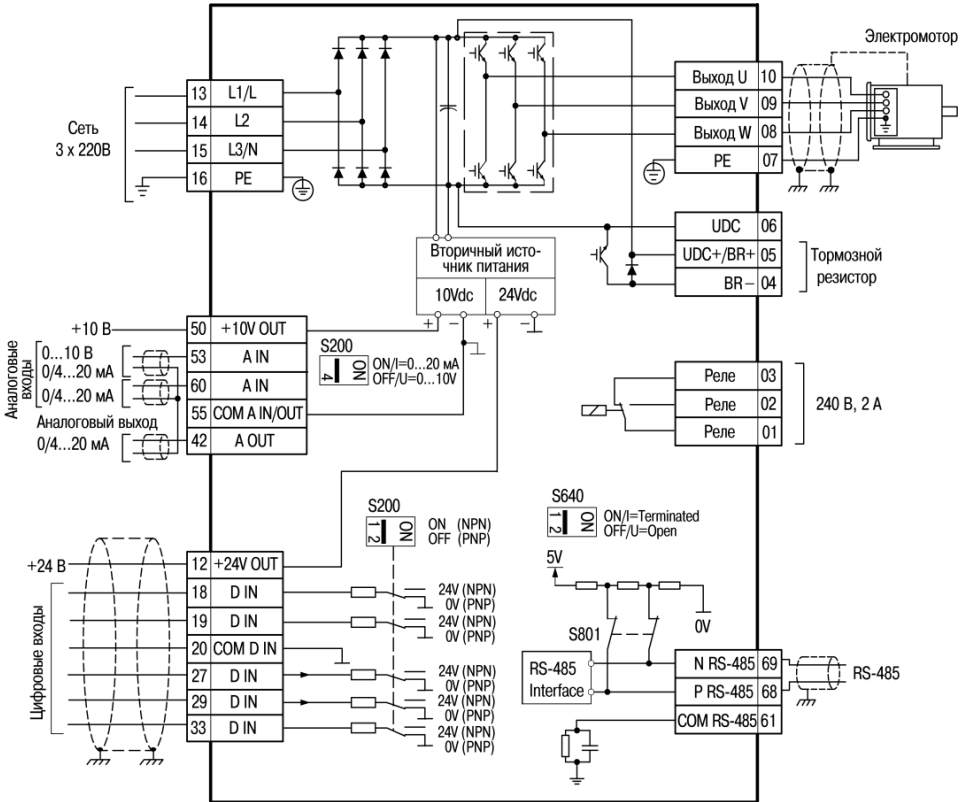 Электромотор
Сеть
3 x 220В
13 L1/L
14 L2
15 L3/N
16 PE
Выход U 10
Выход V 09
Выход W 08
PE 07
UDC 06
UDC+/BR+ 05
BR− 04
Тормозной
резистор
Вторичный исто-
чник питания
10Vdc 24Vdc
+ − + −
Аналоговые
входы
+10 В
0...10 В
0/4...20 мА
0/4...20 мА
Аналоговый выход
0/4...20 мА
50 +10V OUT
53 A IN
60 A IN
55 COM A IN/OUT
42 A OUT
S200
4 ON
ON/I=0...20 мА
OFF/U=0...10V
Реле 03
Реле 02
Реле 01
240 В, 2 А
S200
1 2 ON
ON (NPN)
OFF (PNP)
S640
1 2 ON
ON/I=Terminated
OFF/U=Open
+24 В
Цифровые входы
12 +24V OUT
18 D IN
19 D IN
20 COM D IN
27 D IN
29 D IN
33 D IN
24V (NPN)
0V (PNP)
24V (NPN)
0V (PNP)
24V (NPN)
0V (PNP)
24V (NPN)
0V (PNP)
24V (NPN)
0V (PNP)
5V
0V
S801
RS-485
Interface
N RS-485 69
P RS-485 68
COM RS-485 61
RS-485